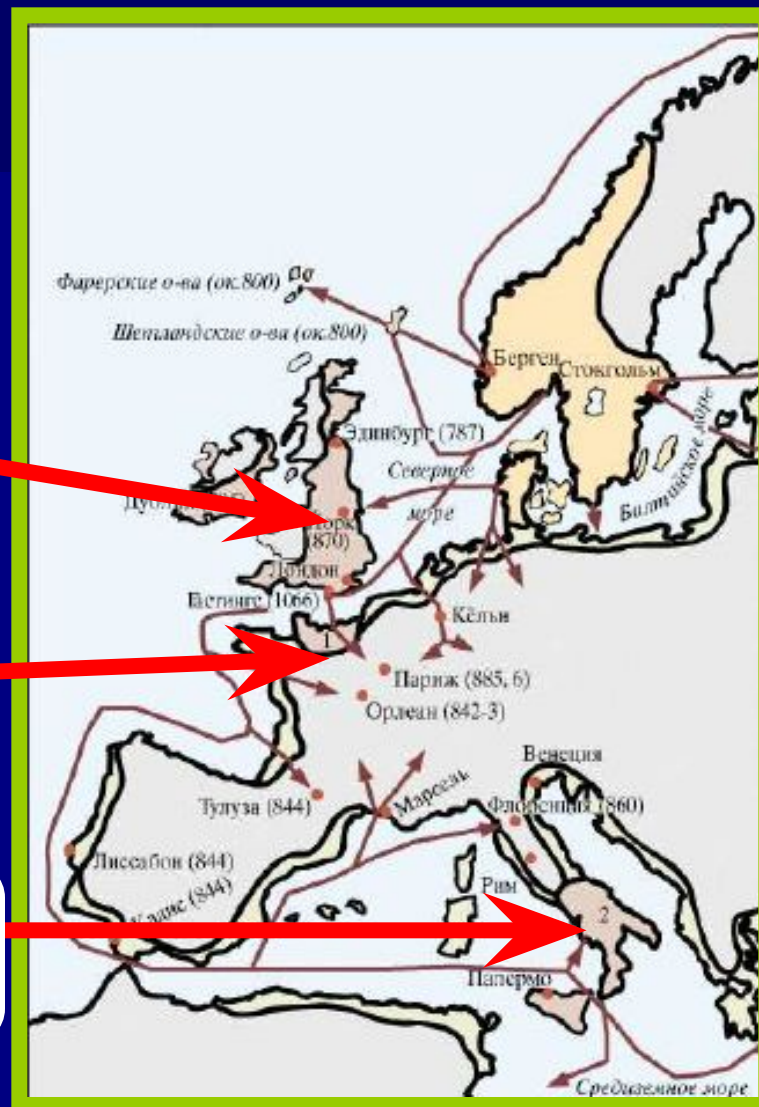 Фарерские о-ва (ок.800)
Шетландские о-ва (ок.800)
Берген
Стокгольм
Эдинбург (787)
Северное
море
Балтийское море
(870)
Лондон
Гастингс (1066)
Кёльн
1
Париж (885, 6)
Орлеан (842-3)
Венеция
Тулуза (844)
Марсель
Флоренция (860)
Лиссабон (844)
Рим
Кадис (844)
2
Палермо
Средиземное море